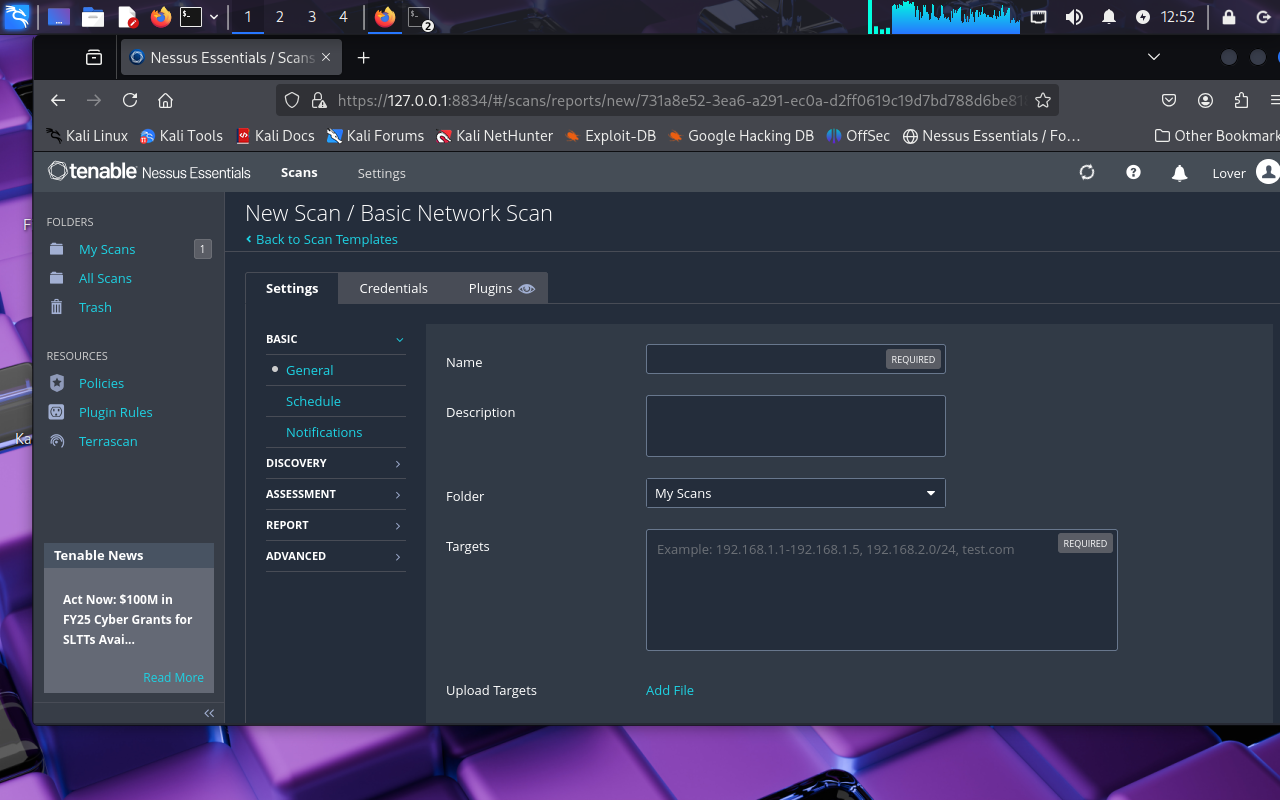 1 2 3 4 2 12:52
Nessus Essentials / Scans
https://127.0.0.1:8834/#/scans/reports/new/731a8e52-3ea6-a291-ec0a-d2ff0619c19d7bd788d6be81
Kali Linux Kali Tools Kali Docs Kali Forums Kali NetHunter Exploit-DB Google Hacking DB OffSec Nessus Essentials / Fo… Other Bookmark
tenable Nessus Essentials Scans Settings Lover
New Scan / Basic Network Scan
Back to Scan Templates
FOLDERS
My Scans 1
All Scans
Trash
RESOURCES
Policies
Plugin Rules
Terrascan
Tenable News
Act Now: $100M in
FY25 Cyber Grants for
SLTTs Avai...
Read More
Settings Credentials Plugins
BASIC
General
Schedule
Notifications
DISCOVERY
ASSESSMENT
REPORT
ADVANCED
Name REQUIRED
Description
Folder My Scans
Targets Example: 192.168.1.1-192.168.1.5, 192.168.2.0/24, test.com REQUIRED
Upload Targets Add File